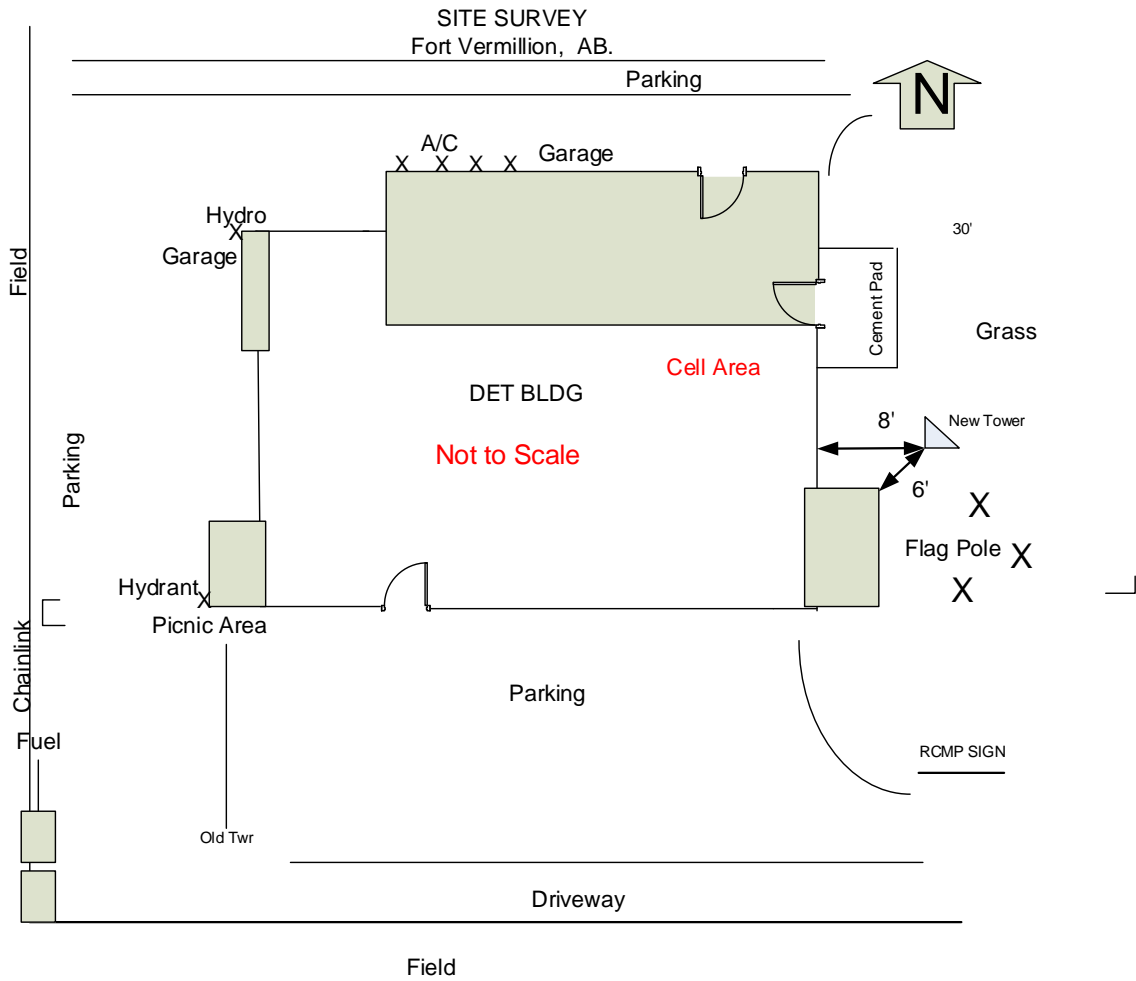 SITE SURVEY
Fort Vermillion, AB.
Parking
N
A/C
X X X X
Garage
Hydro
X
Garage
30'
Field
Cement Pad
Grass
Cell Area
DET BLDG
8'
New Tower
Not to Scale
Parking
6'
X
Flag Pole X
X
Hydrant
X
Picnic Area
Chainlink
Parking
Fuel
RCMP SIGN
Old Twr
Driveway
Field